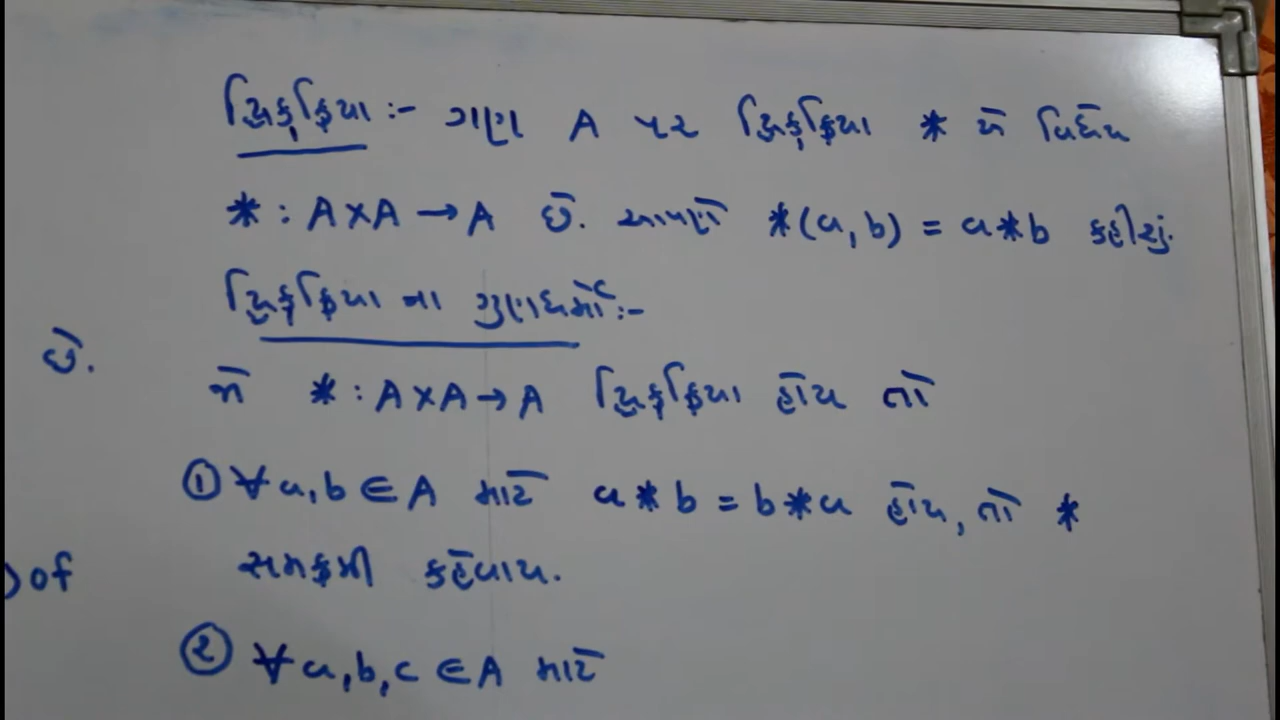 દ્વિક્ક્રિયા :- ગણ A પર દ્વિક્ક્રિયા * એ વિધેય
* : A×A → A છે. આપણે *(a, b) = a*b કહીશું.
દ્વિક્ક્રિયા ના ગુણધર્મો :-
છે.
જો * : A×A → A દ્વિક્ક્રિયા હોય તો
① ∀ a, b ∈ A માટે a * b = b * a હોય, તો *
સમક્રમી કહેવાય.
of
② ∀ a, b, c ∈ A માટે